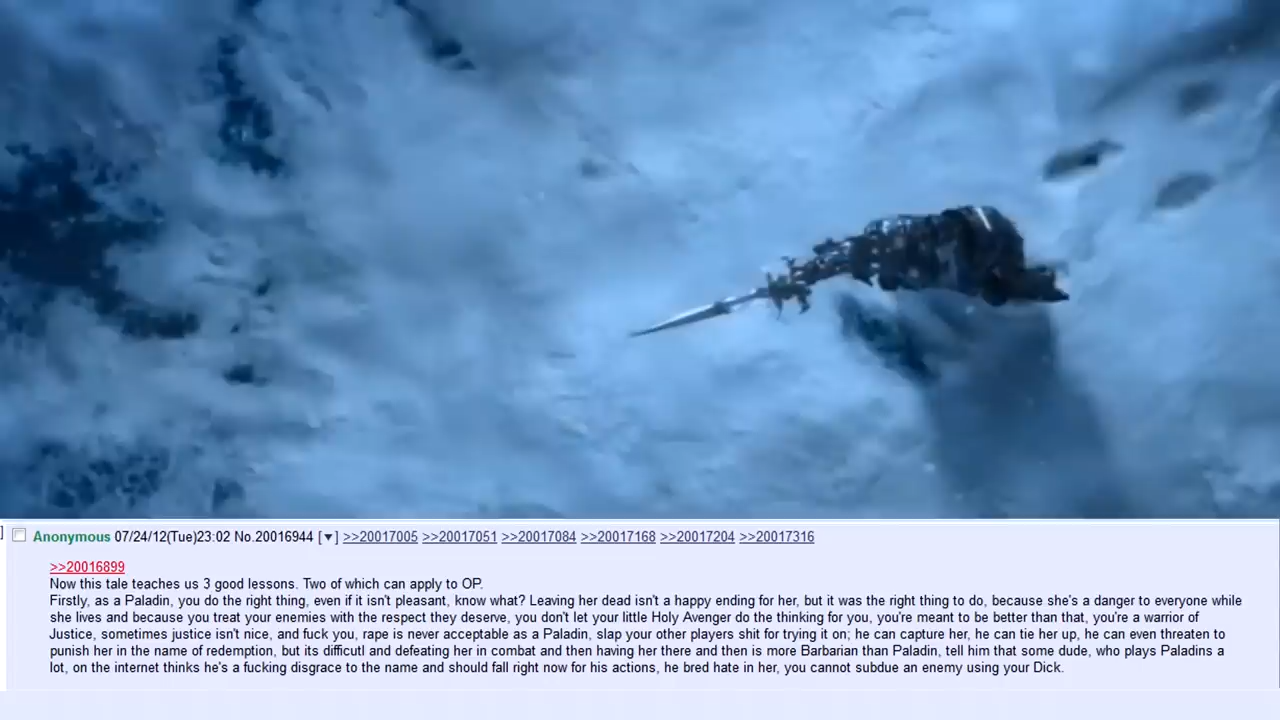 ] Anonymous 07/24/12(Tue)23:02 No.20016944 [▼] >>20017005 >>20017051 >>20017084 >>20017168 >>20017204 >>20017316
>>20016899
Now this tale teaches us 3 good lessons. Two of which can apply to OP.
Firstly, as a Paladin, you do the right thing, even if it isn't pleasant, know what? Leaving her dead isn't a happy ending for her, but it was the right thing to do, because she's a danger to everyone while
she lives and because you treat your enemies with the respect they deserve, you don't let your little Holy Avenger do the thinking for you, you're meant to be better than that, you're a warrior of
Justice, sometimes justice isn't nice, and fuck you, rape is never acceptable as a Paladin, slap your other players shit for trying it on; he can capture her, he can tie her up, he can even threaten to
punish her in the name of redemption, but its difficutl and defeating her in combat and then having her there and then is more Barbarian than Paladin, tell him that some dude, who plays Paladins a
lot, on the internet thinks he's a fucking disgrace to the name and should fall right now for his actions, he bred hate in her, you cannot subdue an enemy using your Dick.